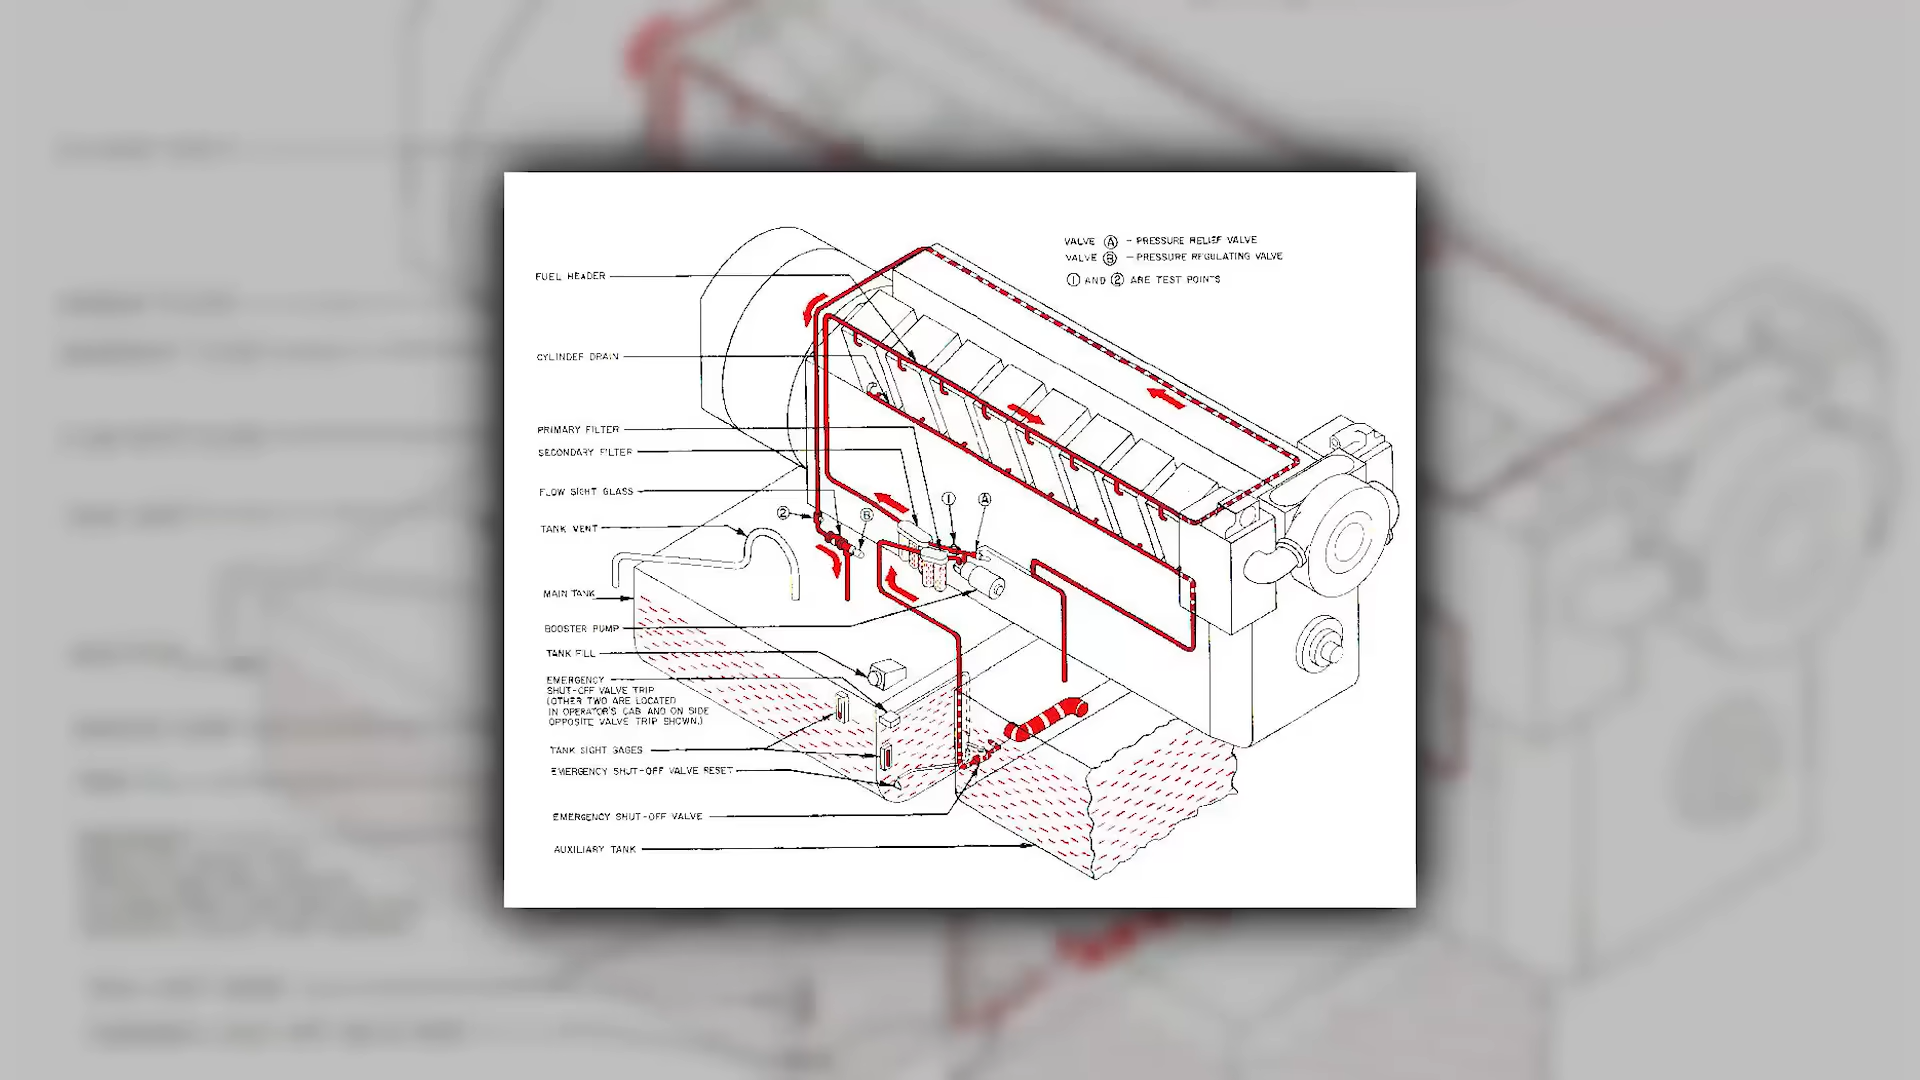 VALVE A - PRESSURE RELIEF VALVE
VALVE B - PRESSURE REGULATING VALVE
1 AND 2 ARE TEST POINTS
FUEL HEADER
CYLINDER DRAIN
PRIMARY FILTER
SECONDARY FILTER
FLOW SIGHT GLASS
1
A
2
B
TANK VENT
MAIN TANK
BOOSTER PUMP
TANK FILL
EMERGENCY
SHUT-OFF VALVE TRIP
(OTHER TWO ARE LOCATED
IN OPERATOR'S CAB AND ON SIDE
OPPOSITE VALVE TRIP SHOWN.)
TANK SIGHT GAGES
EMERGENCY SHUT-OFF VALVE RESET
EMERGENCY SHUT-OFF VALVE
AUXILIARY TANK